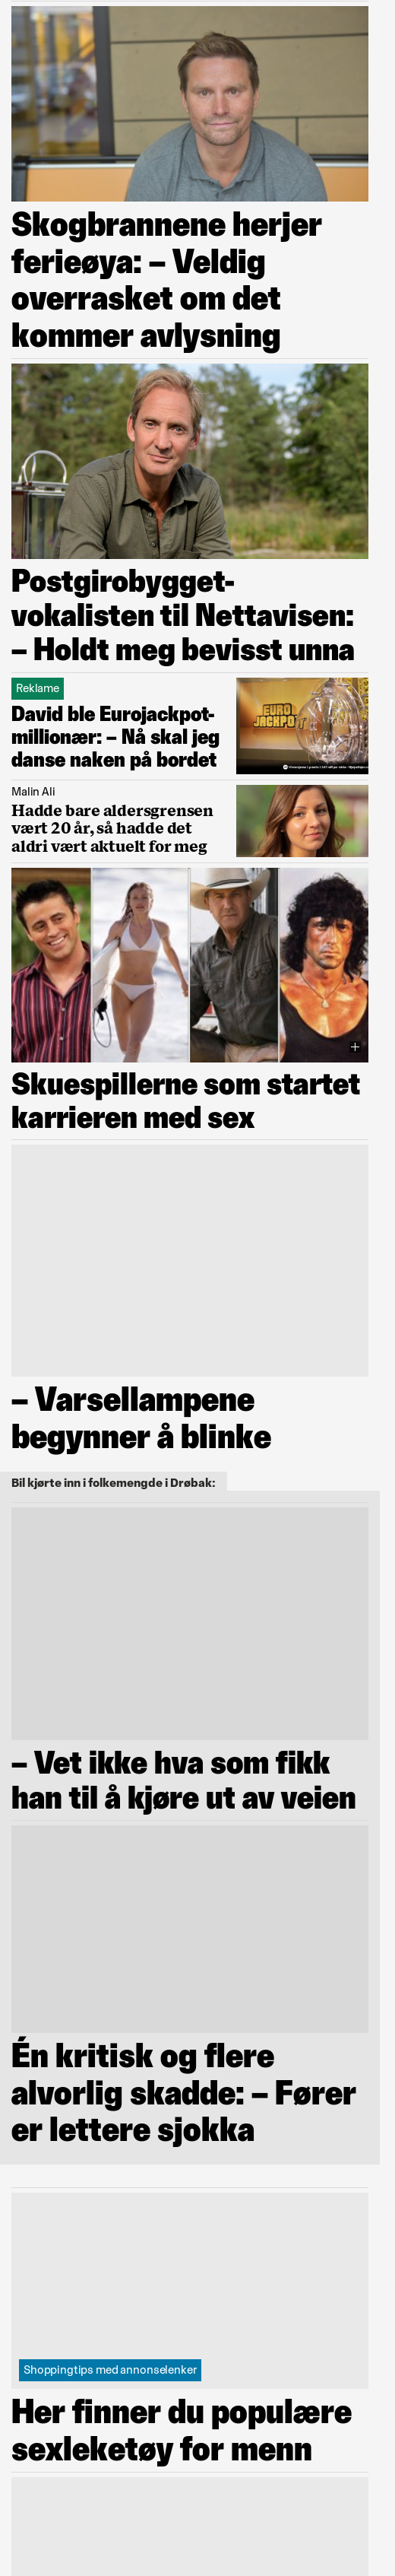 Skogbrannene herjer
ferieøya: – Veldig
overrasket om det
kommer avlysning
Postgirobygget-
vokalisten til Nettavisen:
– Holdt meg bevisst unna
Reklame
David ble Eurojackpot-
millionær: – Nå skal jeg
danse naken på bordet
EURO
JACKPOT
Malin Ali
Hadde bare aldersgrensen
vært 20 år, så hadde det
aldri vært aktuelt for meg
Skuespillerne som startet
karrieren med sex
– Varsellampene
begynner å blinke
Bil kjørte inn i folkemengde i Drøbak:
– Vet ikke hva som fikk
han til å kjøre ut av veien
Én kritisk og flere
alvorlig skadde: – Fører
er lettere sjokka
Shoppingtips med annonselenker
Her finner du populære
sexleketøy for menn